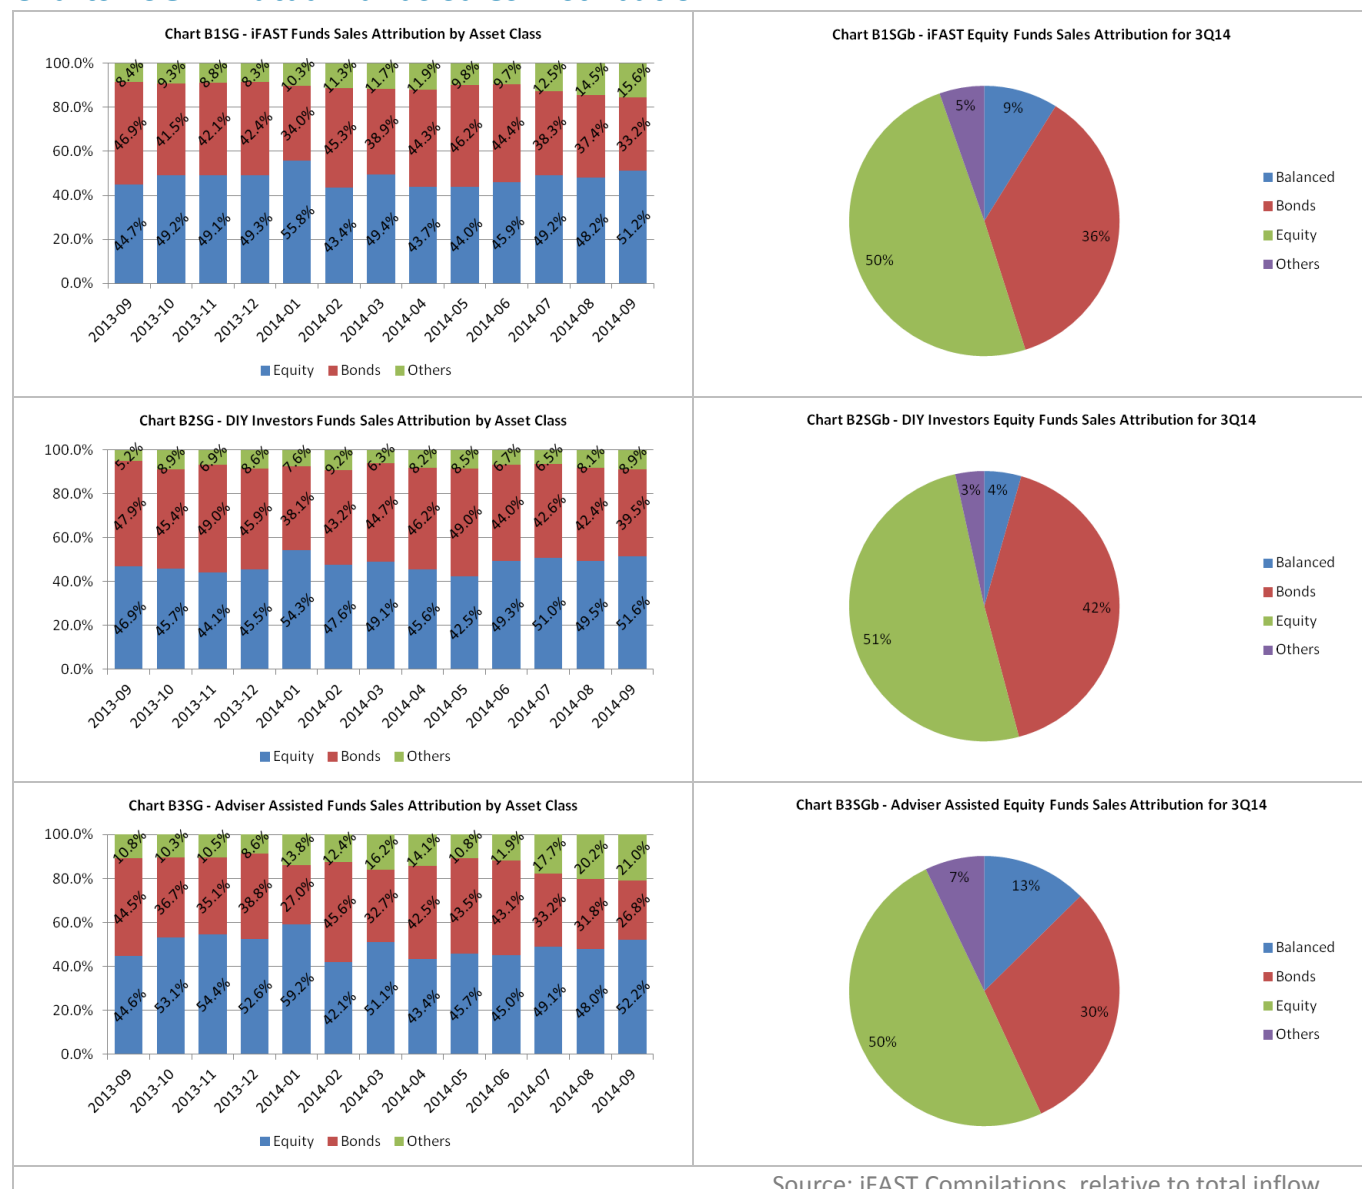 Chart B1SG - iFAST Funds Sales Attribution by Asset Class
100.0%
80.0%
60.0%
40.0%
20.0%
0.0%
8.4% 9.3% 8.8% 8.3% 10.3% 11.3% 11.7% 11.9% 9.8% 9.7% 12.5% 14.5% 15.6%
46.9% 41.5% 42.1% 42.4% 34.0% 45.3% 38.9% 44.3% 46.2% 44.4% 38.3% 37.4% 33.2%
44.7% 49.2% 49.1% 49.3% 55.8% 43.4% 49.4% 43.7% 44.0% 45.9% 49.2% 48.2% 51.2%
2013-09 2013-10 2013-11 2013-12 2014-01 2014-02 2014-03 2014-04 2014-05 2014-06 2014-07 2014-08 2014-09
Equity Bonds Others
Chart B1SGb - iFAST Equity Funds Sales Attribution for 3Q14
5% 9%
36%
50%
Balanced
Bonds
Equity
Others
Chart B2SG - DIY Investors Funds Sales Attribution by Asset Class
100.0%
80.0%
60.0%
40.0%
20.0%
0.0%
5.2% 8.9% 6.9% 8.6% 7.6% 9.2% 6.3% 8.2% 8.5% 6.7% 6.5% 8.1% 8.9%
47.9% 45.4% 49.0% 45.9% 38.1% 43.2% 44.7% 46.2% 49.0% 44.0% 42.6% 42.4% 39.5%
46.9% 45.7% 44.1% 45.5% 54.3% 47.6% 49.1% 45.6% 42.5% 49.3% 51.0% 49.5% 51.6%
2013-09 2013-10 2013-11 2013-12 2014-01 2014-02 2014-03 2014-04 2014-05 2014-06 2014-07 2014-08 2014-09
Equity Bonds Others
Chart B2SGb - DIY Investors Equity Funds Sales Attribution for 3Q14
3% 4%
42%
51%
Balanced
Bonds
Equity
Others
Chart B3SG - Adviser Assisted Funds Sales Attribution by Asset Class
100.0%
80.0%
60.0%
40.0%
20.0%
0.0%
10.8% 10.3% 10.5% 8.6% 13.8% 12.4% 16.2% 14.1% 10.8% 11.9% 17.7% 20.2% 21.0%
44.5% 36.7% 35.1% 38.8% 27.0% 45.6% 32.7% 42.5% 43.5% 43.1% 33.2% 31.8% 26.8%
44.6% 53.1% 54.4% 52.6% 59.2% 42.1% 51.1% 43.4% 45.7% 45.0% 49.1% 48.0% 52.2%
2013-09 2013-10 2013-11 2013-12 2014-01 2014-02 2014-03 2014-04 2014-05 2014-06 2014-07 2014-08 2014-09
Equity Bonds Others
Chart B3SGb - Adviser Assisted Equity Funds Sales Attribution for 3Q14
7% 13%
30%
50%
Balanced
Bonds
Equity
Others
Source: iFAST Compilations, relative to total inflow